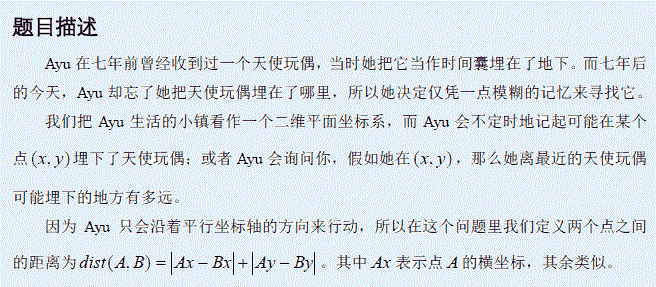 题目描述
Ayu 在七年前曾经收到过一个天使玩偶，当时她把它当作时间囊埋在了地下。而七年后
的今天，Ayu 却忘了她把天使玩偶埋在了哪里，所以她决定仅凭一点模糊的记忆来寻找它。
我们把 Ayu 生活的小镇看作一个二维平面坐标系，而 Ayu 会不定时地记起可能在某个
点(x, y)埋下了天使玩偶；或者 Ayu 会询问你，假如她在(x, y)，那么她离最近的天使玩偶
可能埋下的地方有多远。
因为 Ayu 只会沿着平行坐标轴的方向来行动，所以在这个问题里我们定义两个点之间
的距离为dist(A, B) = |Ax − Bx| + |Ay − By|。其中 Ax 表示点 A 的横坐标，其余类似。